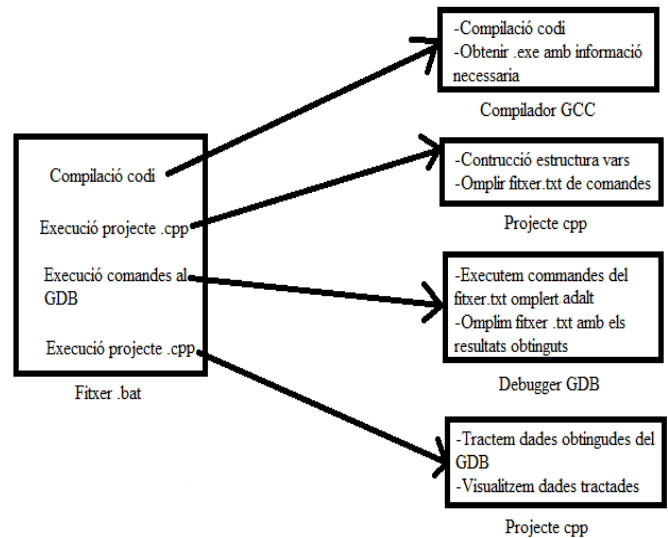 Compilació codi
Execució projecte .cpp
Execució comandes al
GDB
Execució projecte .cpp
Fitxer .bat
-Compilació codi
-Obtenir .exe amb informació
necessaria
Compilador GCC
-Contrucció estructura vars
-Omplir fitxer.txt de comandes
Projecte cpp
-Executem commandes del
fitxer.txt omplert adalt
-Omplim fitxer .txt amb els
resultats obtinguts
Debugger GDB
-Tractem dades obtingudes del
GDB
-Visualitzem dades tractades
Projecte cpp